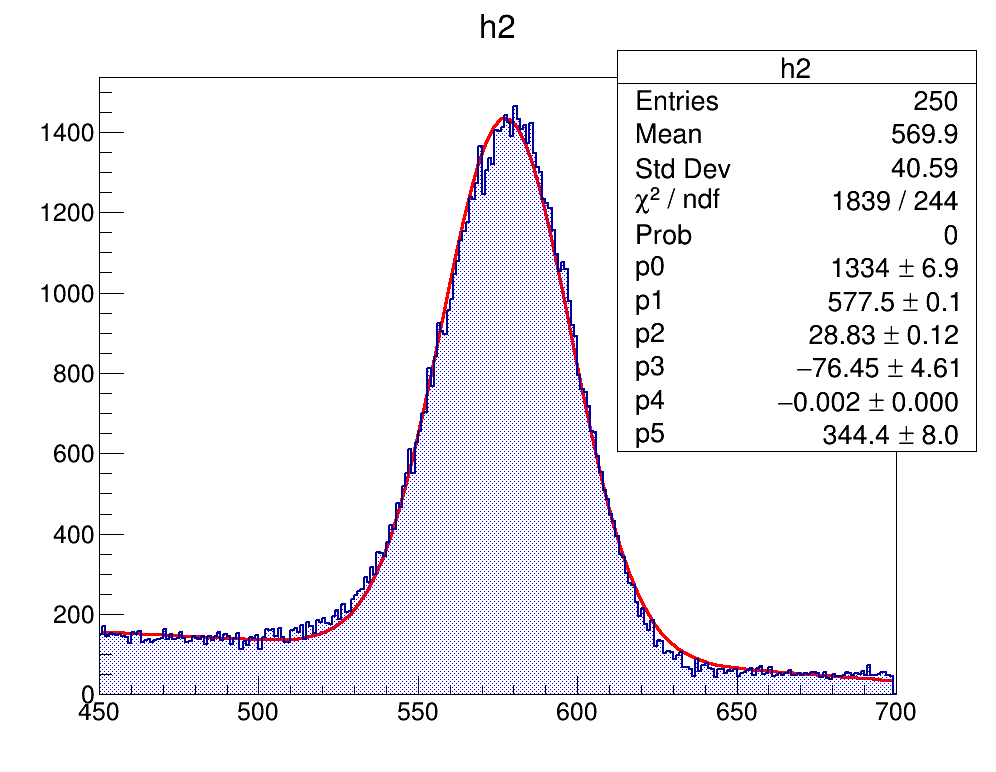 h2
h2
Entries 250
Mean 569.9
Std Dev 40.59
χ² / ndf 1839 / 244
Prob 0
p0 1334 ± 6.9
p1 577.5 ± 0.1
p2 28.83 ± 0.12
p3 −76.45 ± 4.61
p4 −0.002 ± 0.000
p5 344.4 ± 8.0
1400
1200
1000
800
600
400
200
0
450 500 550 600 650 700